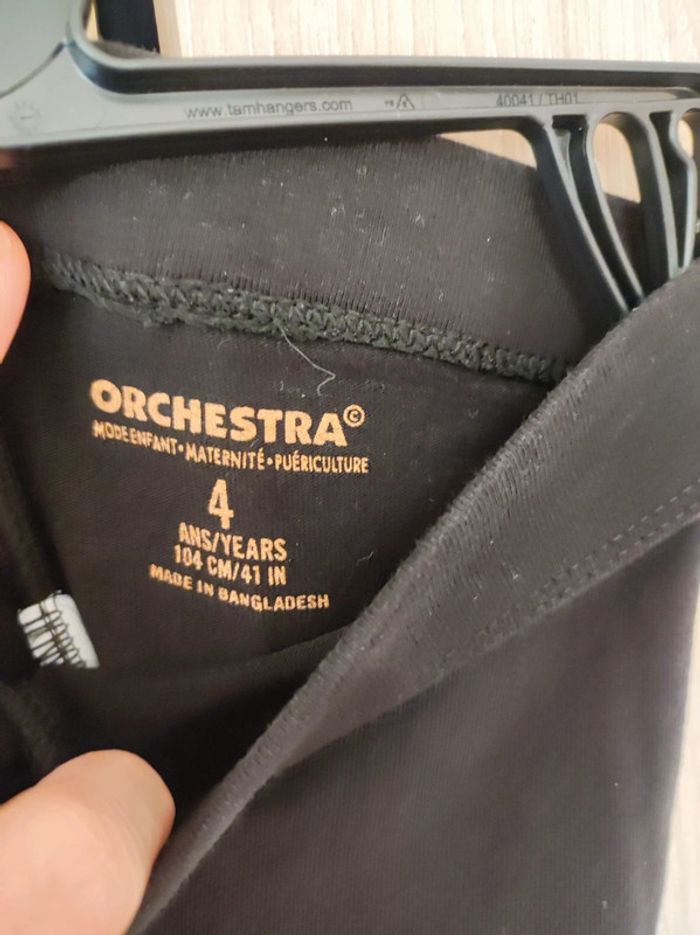 www.tamhangers.com
PS
40041 / TH01
ORCHESTRA©
MODE ENFANT•MATERNITÉ•PUÉRICULTURE
4
ANS/YEARS
104 CM/41 IN
MADE IN BANGLADESH